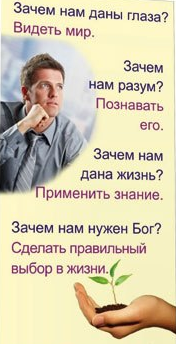 Зачем нам даны глаза?
Видеть мир.
Зачем
нам разум?
Познавать
его.
Зачем нам
дана жизнь?
Применить знание.
Зачем нам нужен Бог?
Сделать правильный
выбор в жизни.